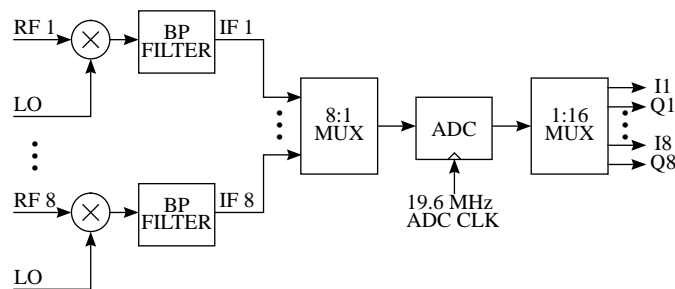 RF 1
BP
FILTER
IF 1
LO
8:1
MUX
ADC
1:16
MUX
I1
Q1
I8
Q8
RF 8
BP
FILTER
IF 8
19.6 MHz
ADC CLK
LO